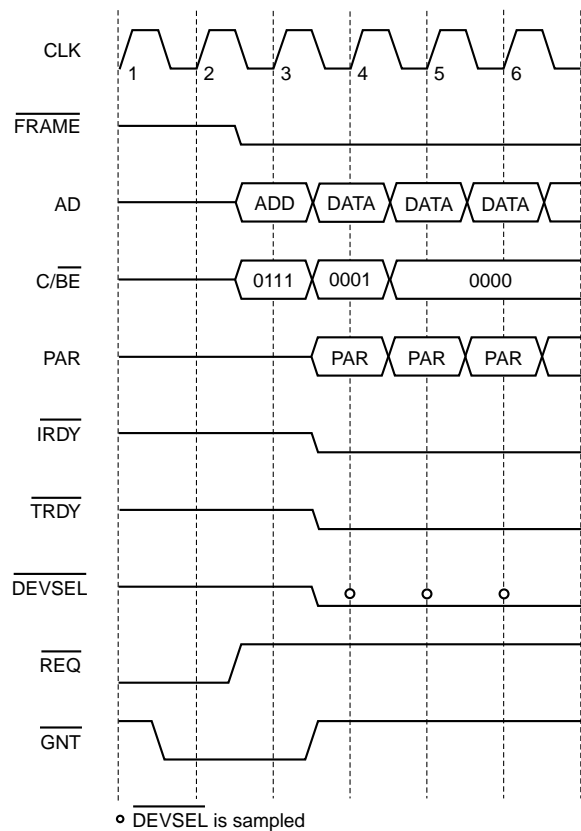 CLK
1 2 3 4 5 6
FRAME
AD ADD DATA DATA DATA
C/BE 0111 0001 0000
PAR PAR PAR PAR
IRDY
TRDY
DEVSEL
REQ
GNT
DEVSEL is sampled